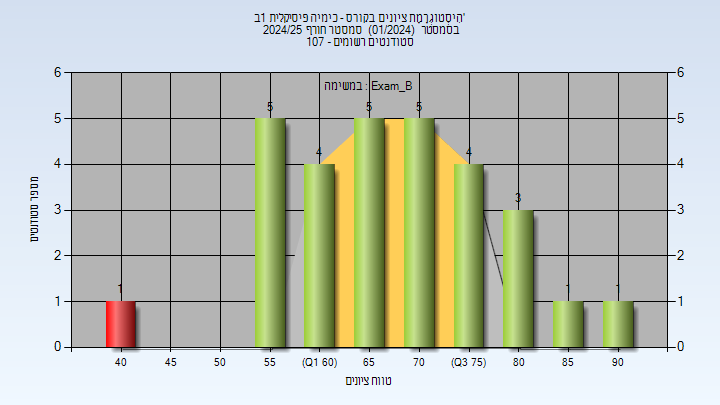 הִיסְטוֹגְרָמַת ציונים בקורס - כימיה פיסיקלית 1ב'
בסמסטר (01/2024) סמסטר חורף 2024/25
סטודנטים רשומים - 107
במשימה : Exam_B
מספר סטודנטים
6 6
5 5
4 4
3 3
2 2
1 1
0 0
1 5 4 5 5 4 3 1 1
40 45 50 55 (Q1 60) 65 70 (Q3 75) 80 85 90
טווח ציונים